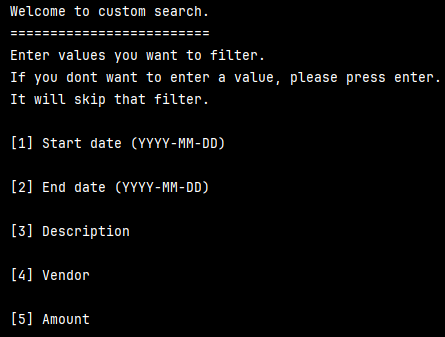 Welcome to custom search.
=========================
Enter values you want to filter.
If you dont want to enter a value, please press enter.
It will skip that filter.
[1] Start date (YYYY-MM-DD)
[2] End date (YYYY-MM-DD)
[3] Description
[4] Vendor
[5] Amount